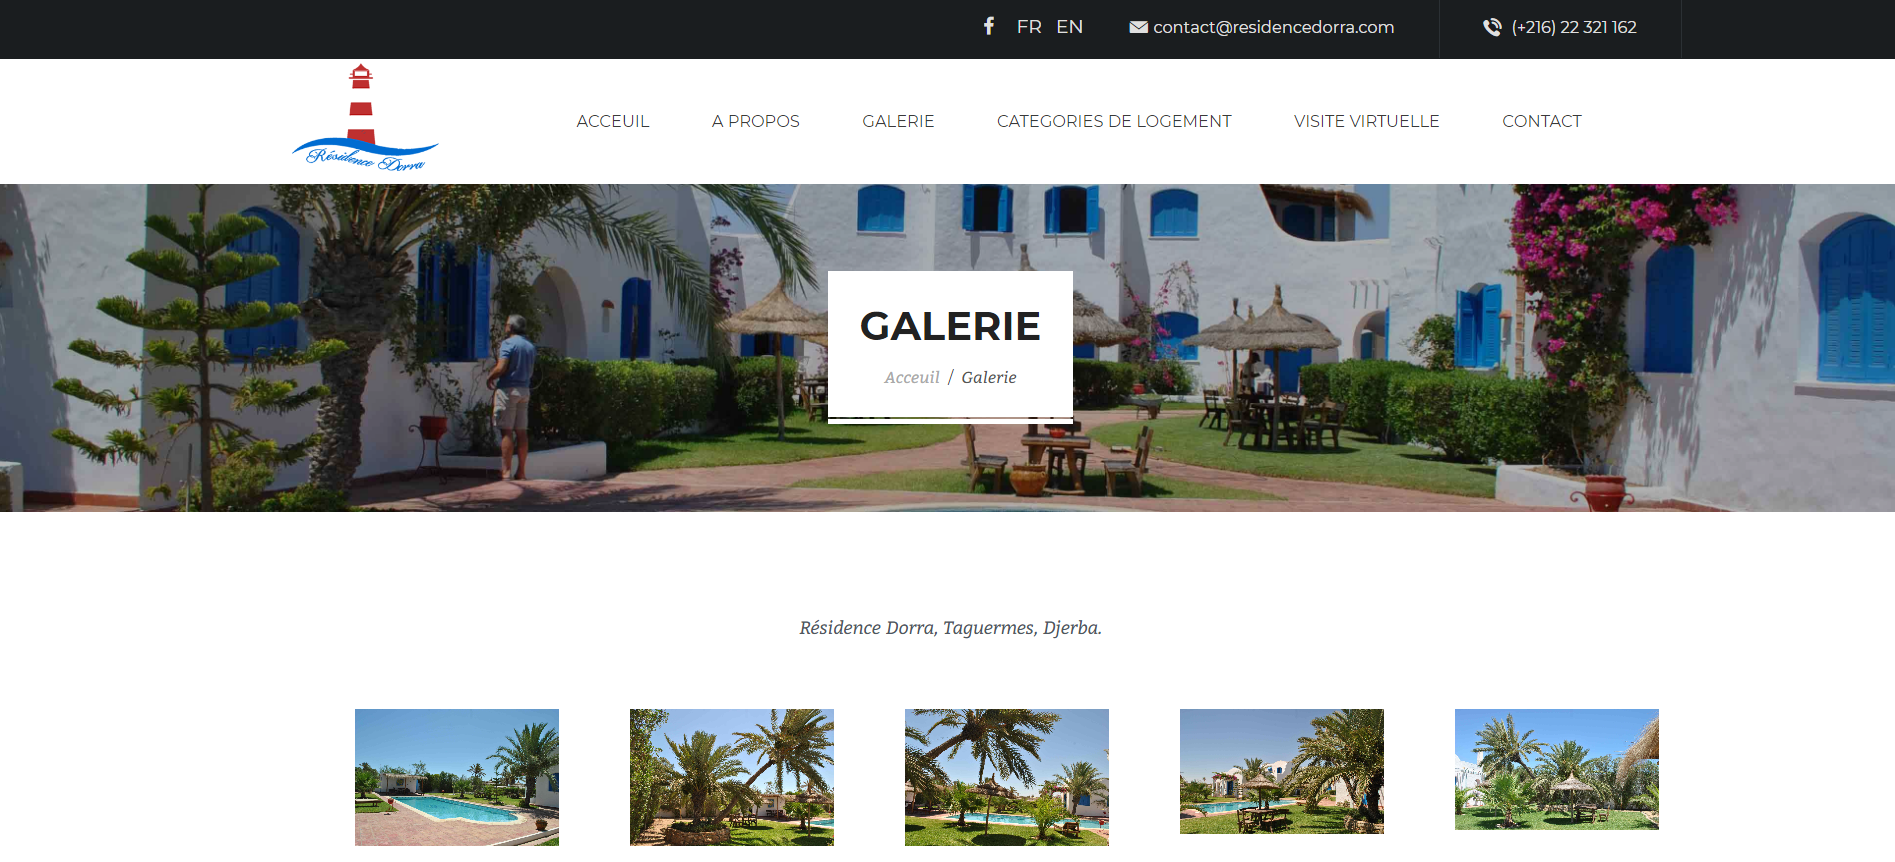 FR EN contact@residencedorra.com (+216) 22 321 162
Résidence Dorra
ACCEUIL A PROPOS GALERIE CATEGORIES DE LOGEMENT VISITE VIRTUELLE CONTACT
GALERIE
Acceuil / Galerie
Résidence Dorra, Taguermes, Djerba.